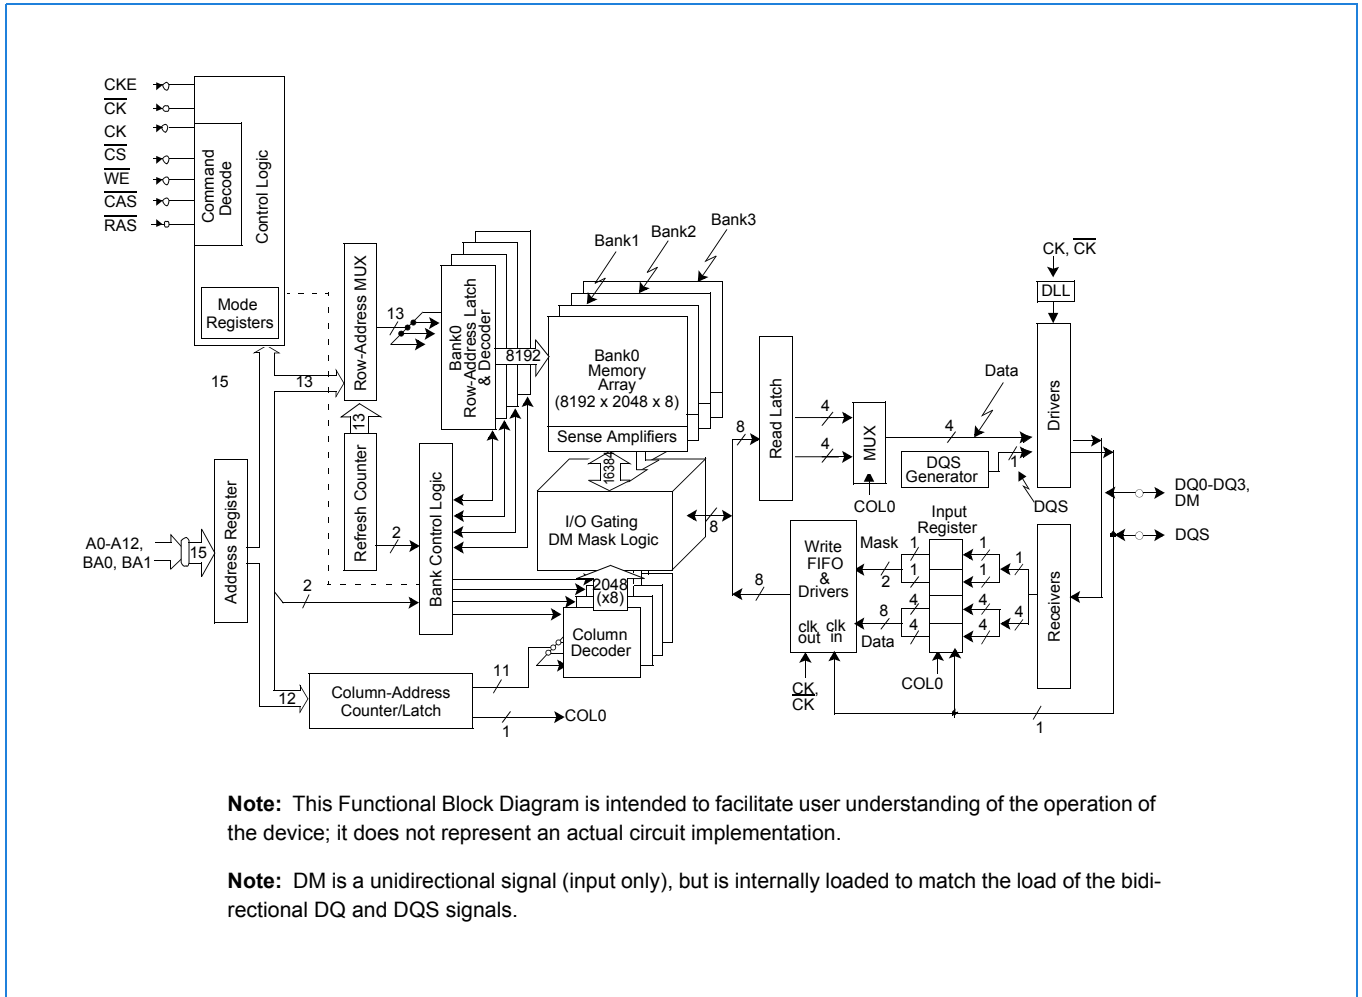 CKE
CK
CK
CS
WE
CAS
RAS
Command
Decode
Control Logic
Mode
Registers
15
13
Row-Address MUX
13
Refresh Counter
13
Bank0
Row-Address Latch
& Decoder
8192
Bank1
Bank2
Bank3
Bank0
Memory
Array
(8192 x 2048 x 8)
Sense Amplifiers
16384
I/O Gating
DM Mask Logic
8
2048
(x8)
Column
Decoder
Bank Control Logic
2
2
A0-A12,
BA0, BA1
15
Address Register
12
Column-Address
Counter/Latch
11
1
COL0
8
Read Latch
4
4
MUX
COL0
4
Data
DQS
Generator
1
DQS
CK, CK
DLL
Drivers
DQ0-DQ3,
DM
DQS
Input
Register
Write
FIFO
&
Drivers
clk
out
clk
in
Mask
2
8
Data
8
1
1
4
4
1
1
4
4
1
4
Receivers
COL0
CK,
CK
1
Note: This Functional Block Diagram is intended to facilitate user understanding of the operation of
the device; it does not represent an actual circuit implementation.
Note: DM is a unidirectional signal (input only), but is internally loaded to match the load of the bidi-
rectional DQ and DQS signals.